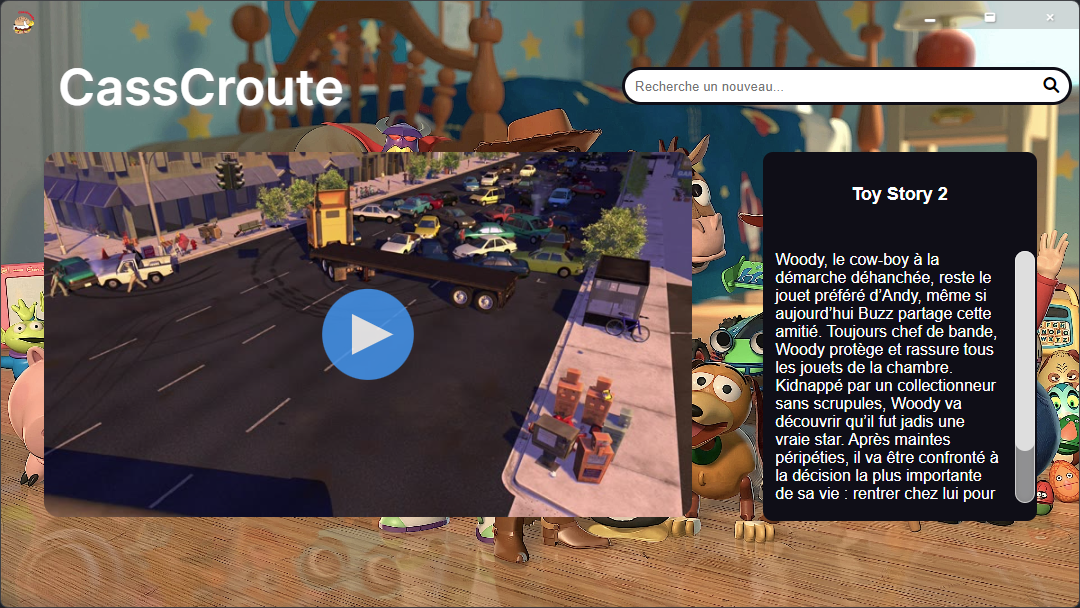 CassCroute
Recherche un nouveau...
Toy Story 2
Woody, le cow-boy à la
démarche déhanchée, reste le
jouet préféré d’Andy, même si
aujourd’hui Buzz partage cette
amitié. Toujours chef de bande,
Woody protège et rassure tous
les jouets de la chambre.
Kidnappé par un collectionneur
sans scrupules, Woody va
découvrir qu’il fut jadis une
vraie star. Après maintes
péripéties, il va être confronté à
la décision la plus importante
de sa vie : rentrer chez lui pour